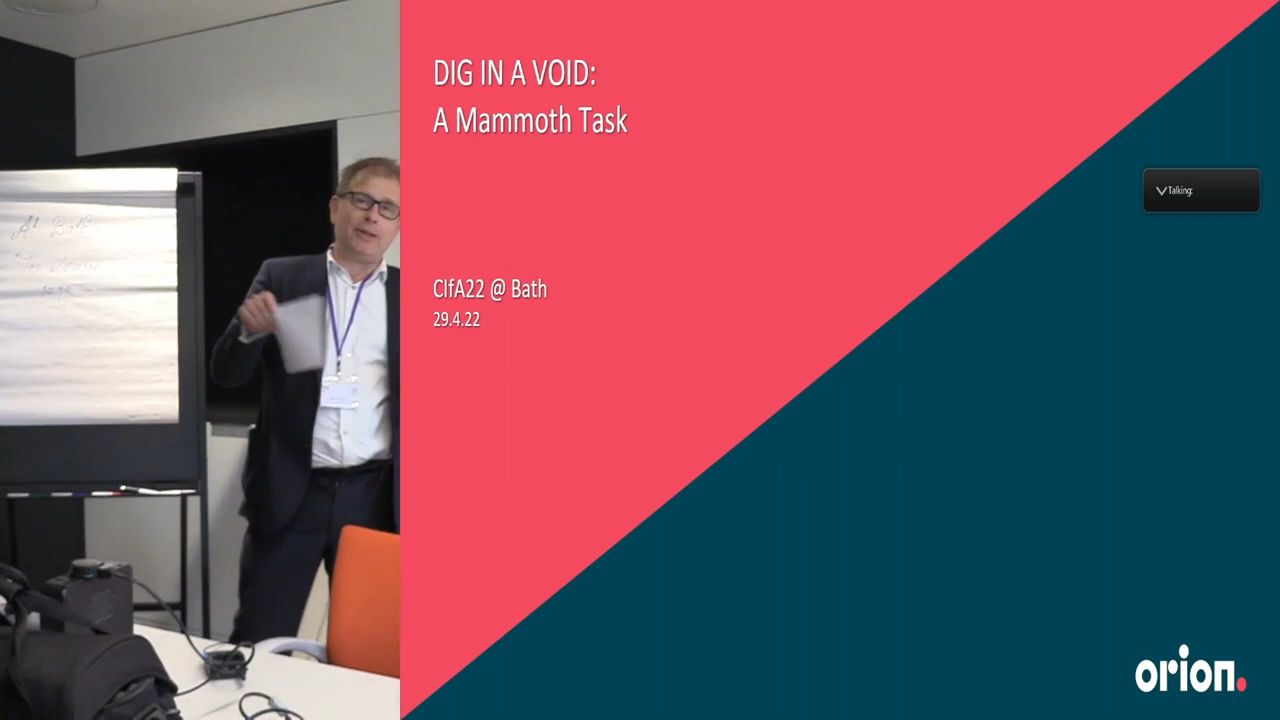 DIG IN A VOID:
A Mammoth Task
CIfA22 @ Bath
29.4.22
Talking:
orion.